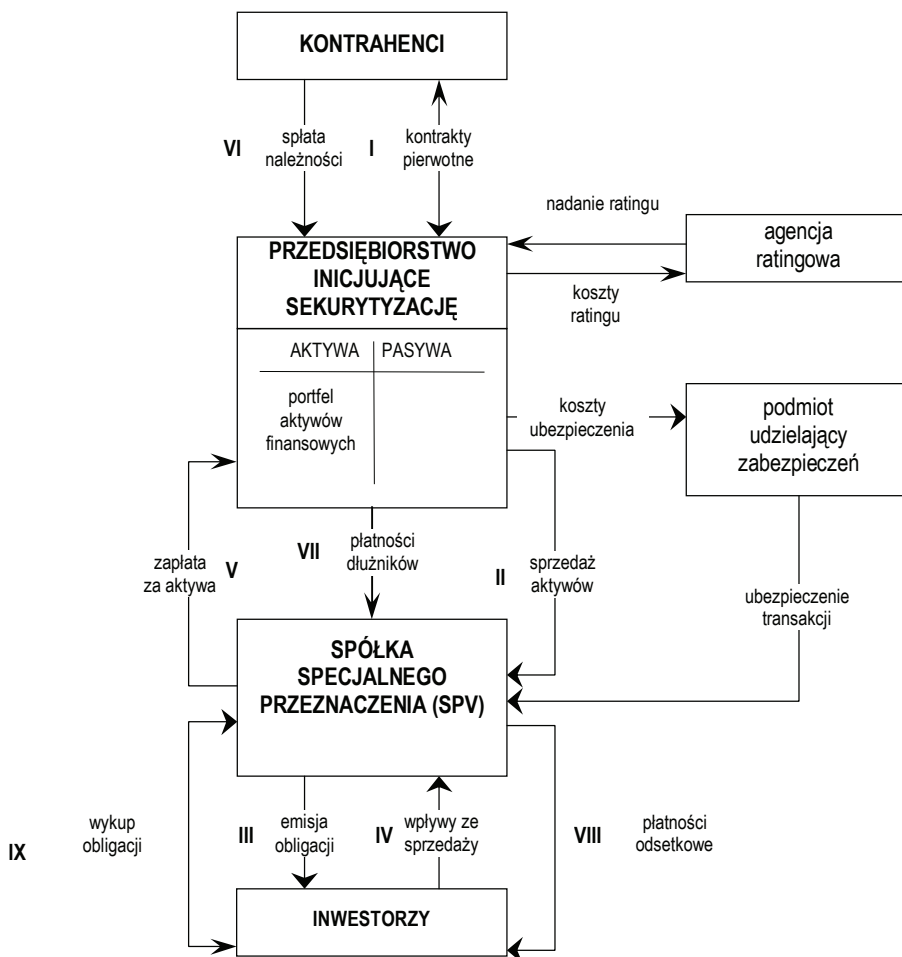 KONTRAHENCI
VI
spłata
należności
I
kontrakty
pierwotne
nadanie ratingu
agencja
ratingowa
koszty
ratingu
PRZEDSIĘBIORSTWO
INICJUJĄCE
SEKURYTYZACJĘ
AKTYWA
PASYWA
portfel
aktywów
finansowych
koszty
ubezpieczenia
podmiot
udzielający
zabezpieczeń
zapłata
za aktywa
V
VII
płatności
dłużników
II
sprzedaż
aktywów
ubezpieczenie
transakcji
SPÓŁKA
SPECJALNEGO
PRZEZNACZENIA (SPV)
IX
wykup
obligacji
III
emisja
obligacji
IV
wpływy ze
sprzedaży
VIII
płatności
odsetkowe
INWESTORZY